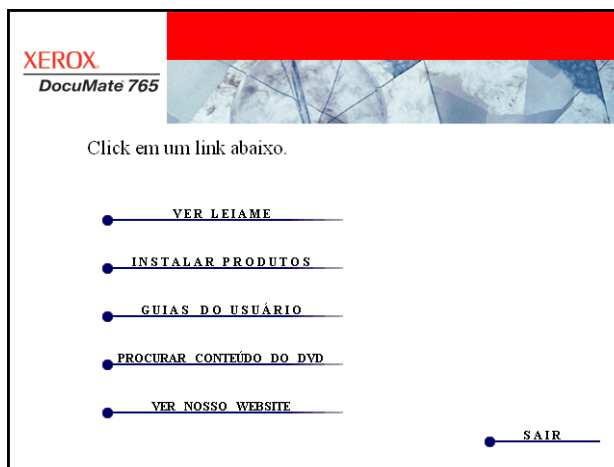 XEROX.
DocuMate 765
Click em um link abaixo.
VER LEIAME
INSTALAR PRODUTOS
GUIAS DO USUÁRIO
PROCURAR CONTEÚDO DO DVD
VER NOSSO WEBSITE
SAIR